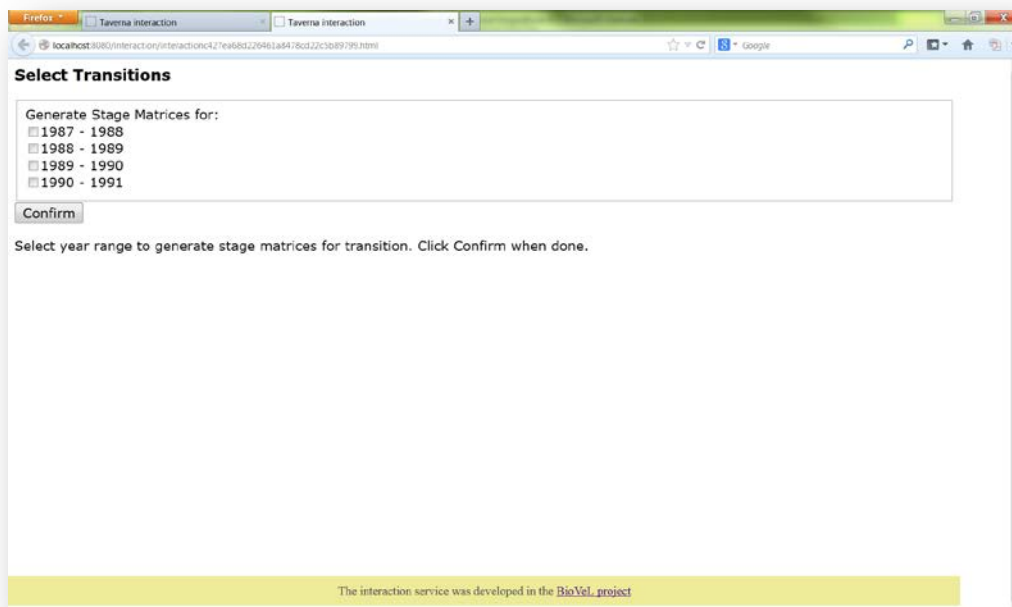 Firefox
Taverna interaction
Taverna interaction
localhost:8080/interaction/interactionc427ea68d226461a8478cd22c5b89799.html
Google
Select Transitions
Generate Stage Matrices for:
1987 - 1988
1988 - 1989
1989 - 1990
1990 - 1991
Confirm
Select year range to generate stage matrices for transition. Click Confirm when done.
The interaction service was developed in the BioVeL project